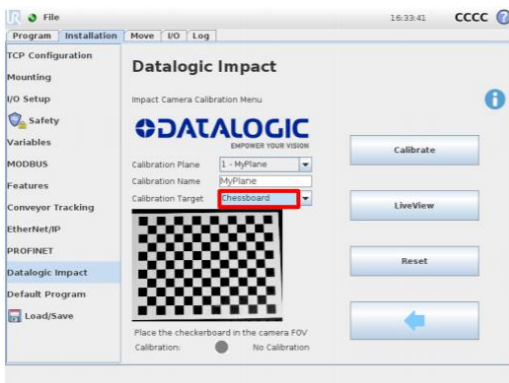 File 16:33:41 CCCC ?
Program Installation Move I/O Log
TCP Configuration
Mounting
I/O Setup
Safety
Variables
MODBUS
Features
Conveyor Tracking
EtherNet/IP
PROFINET
Datalogic Impact
Default Program
Load/Save
Datalogic Impact
Impact Camera Calibration Menu
i
DATALOGIC
EMPOWER YOUR VISION
Calibration Plane 1 - MyPlane
Calibration Name MyPlane
Calibration Target Chessboard
Place the checkerboard in the camera FOV
Calibration: No Calibration
Calibrate
LiveView
Reset